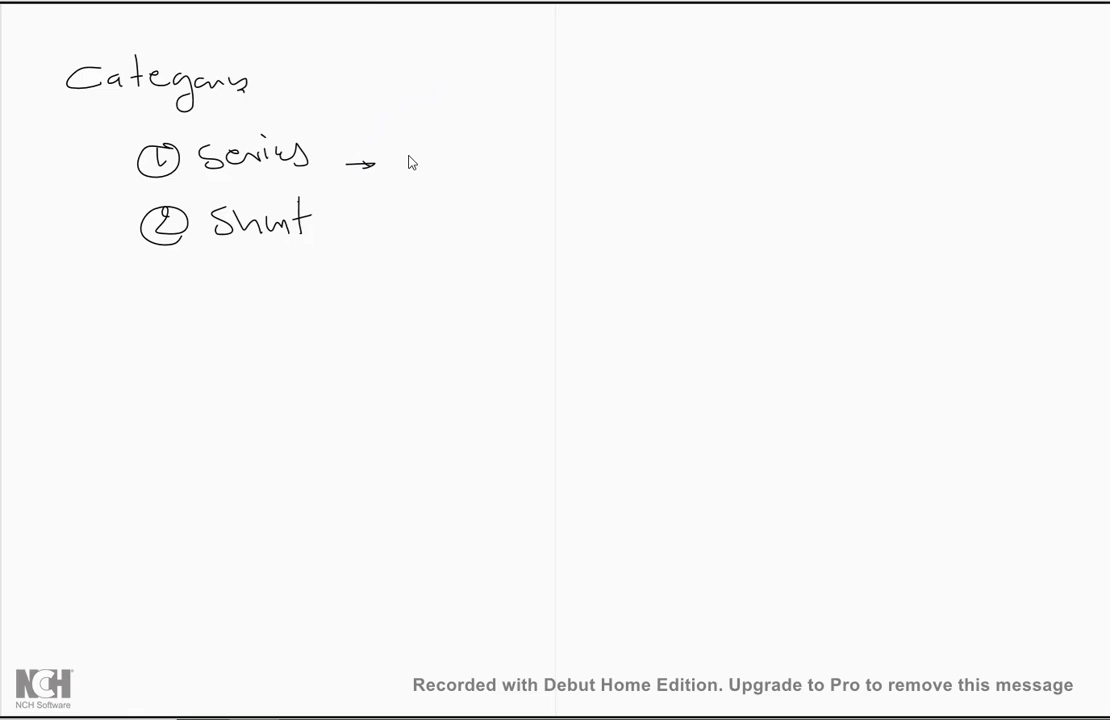 Category
① Series →
② Shunt
NCH
NCH Software
Recorded with Debut Home Edition. Upgrade to Pro to remove this message